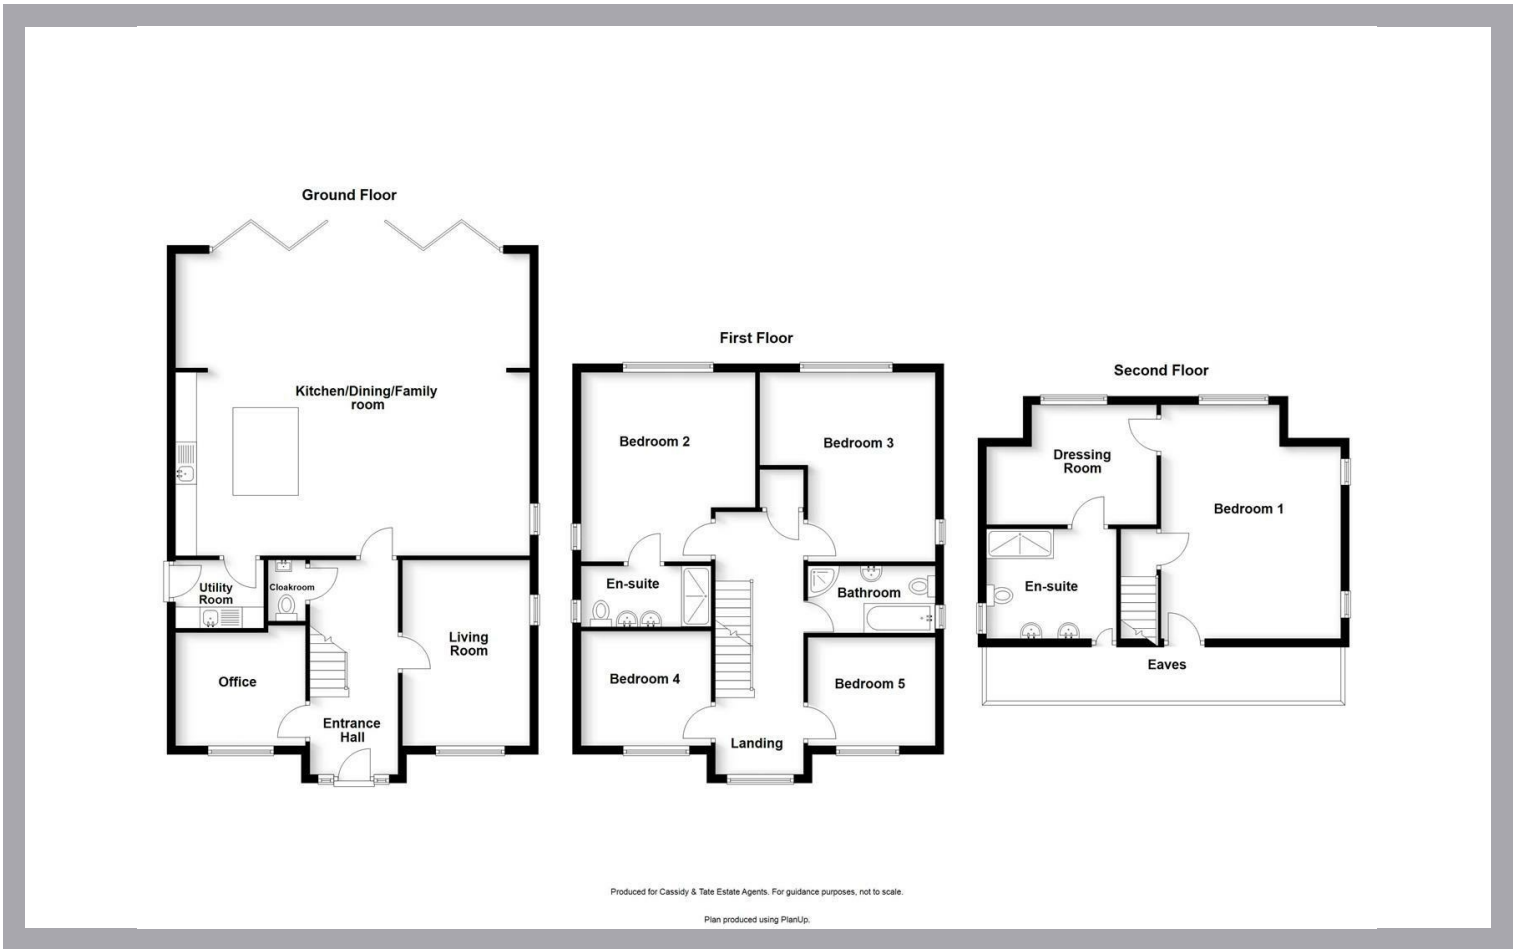 Ground Floor
Kitchen/Dining/Family
room
Utility
Room
Cloakroom
Living
Room
Office
Entrance
Hall
First Floor
Bedroom 2
Bedroom 3
En-suite
Bathroom
Bedroom 4
Bedroom 5
Landing
Second Floor
Dressing
Room
Bedroom 1
En-suite
Eaves
Produced for Cassidy & Tate Estate Agents. For guidance purposes, not to scale.
Plan produced using PlanUp.